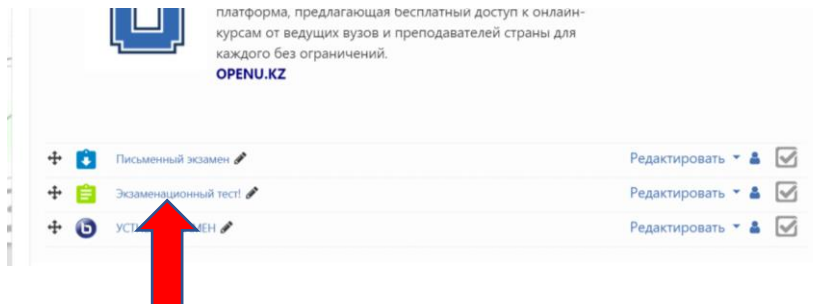 платформа, предлагающая бесплатный доступ к онлайн-
курсам от ведущих вузов и преподавателей страны для
каждого без ограничений.
OPENU.KZ
Письменный экзамен Редактировать
Экзаменационный тест! Редактировать
Редактировать